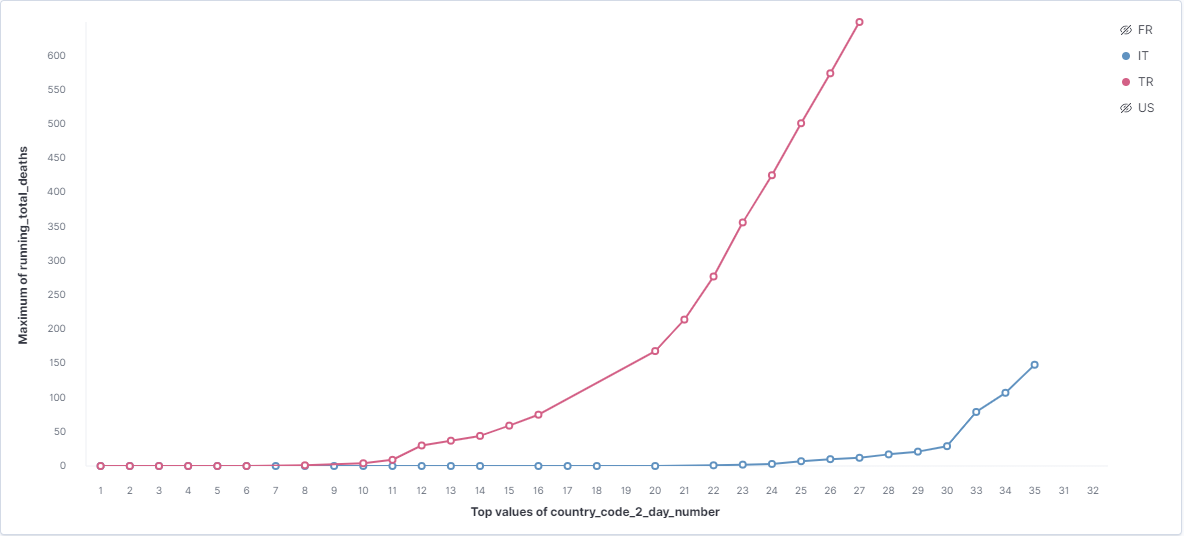 FR
IT
TR
US
600
550
500
450
400
350
300
250
200
150
100
50
0
Maximum of running_total_deaths
1 2 3 4 5 6 7 8 9 10 11 12 13 14 15 16 17 18 19 20 21 22 23 24 25 26 27 28 29 30 33 34 35 31 32
Top values of country_code_2_day_number